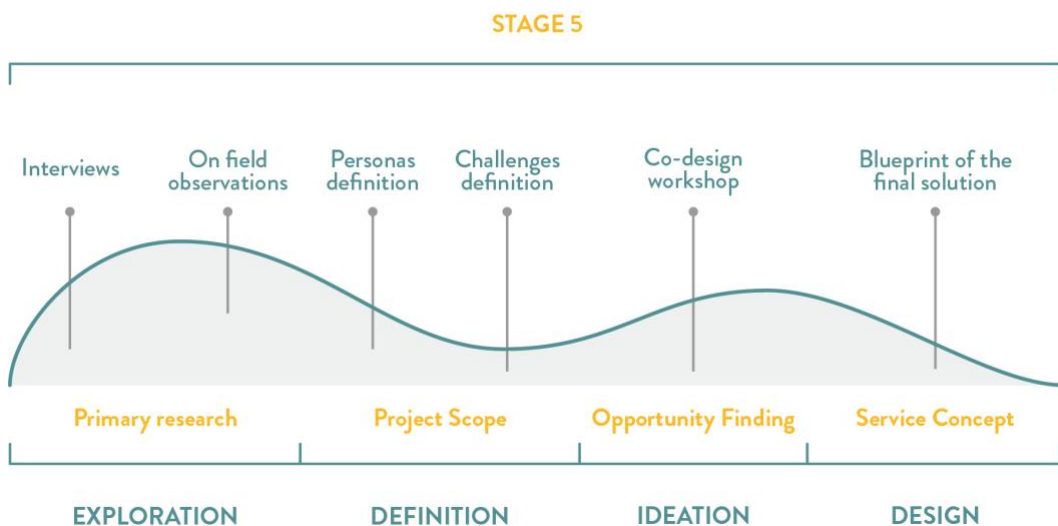 STAGE 5
Interviews
On field
observations
Personas
definition
Challenges
definition
Co-design
workshop
Blueprint of the
final solution
Primary research
Project Scope
Opportunity Finding
Service Concept
EXPLORATION
DEFINITION
IDEATION
DESIGN